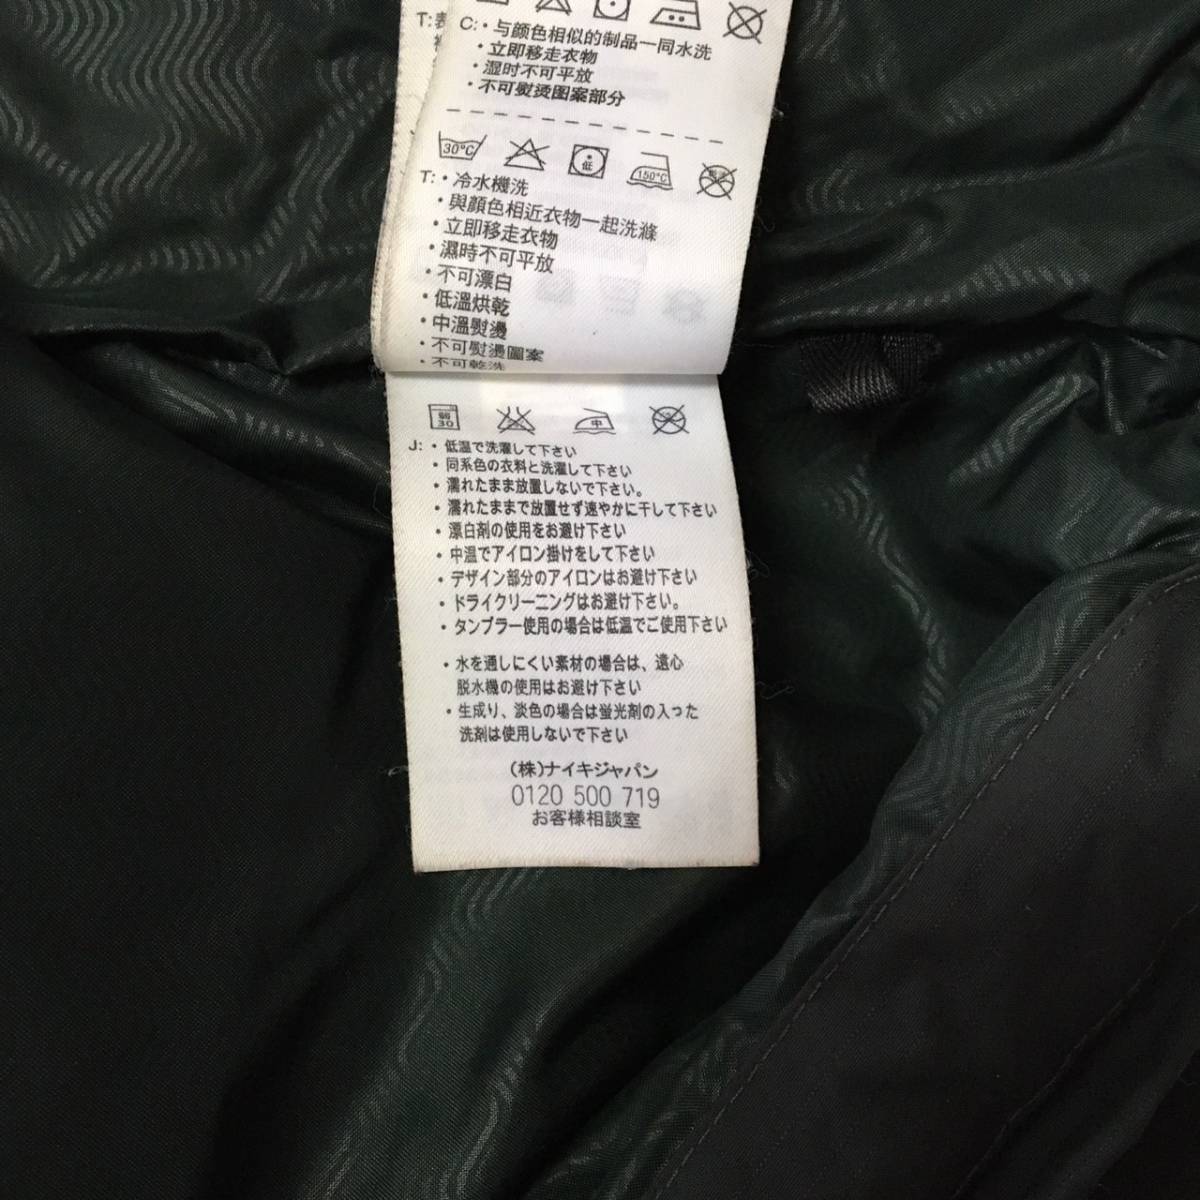 T: 表
C: ・与颜色相似的制品一同水洗
・立即移走衣物
・湿时不可平放
・不可熨烫图案部分
30°C 低 150°C
T: ・冷水機洗
・與顏色相近衣物一起洗滌
・立即移走衣物
・濕時不可平放
・不可漂白
・低溫烘乾
・中溫熨燙
・不可熨燙圖案
・不可乾洗
弱 30 中
J: ・低温で洗濯して下さい
・同系色の衣料と洗濯して下さい
・濡れたまま放置しないで下さい。
・濡れたままで放置せず速やかに干して下さい
・漂白剤の使用をお避け下さい
・中温でアイロン掛けをして下さい
・デザイン部分のアイロンはお避け下さい
・ドライクリーニングはお避け下さい。
・タンブラー使用の場合は低温でご使用下さい
・水を通しにくい素材の場合は、遠心
脱水機の使用はお避け下さい
・生成り、淡色の場合は蛍光剤の入った
洗剤は使用しないで下さい
(株)ナイキジャパン
0120 500 719
お客様相談室